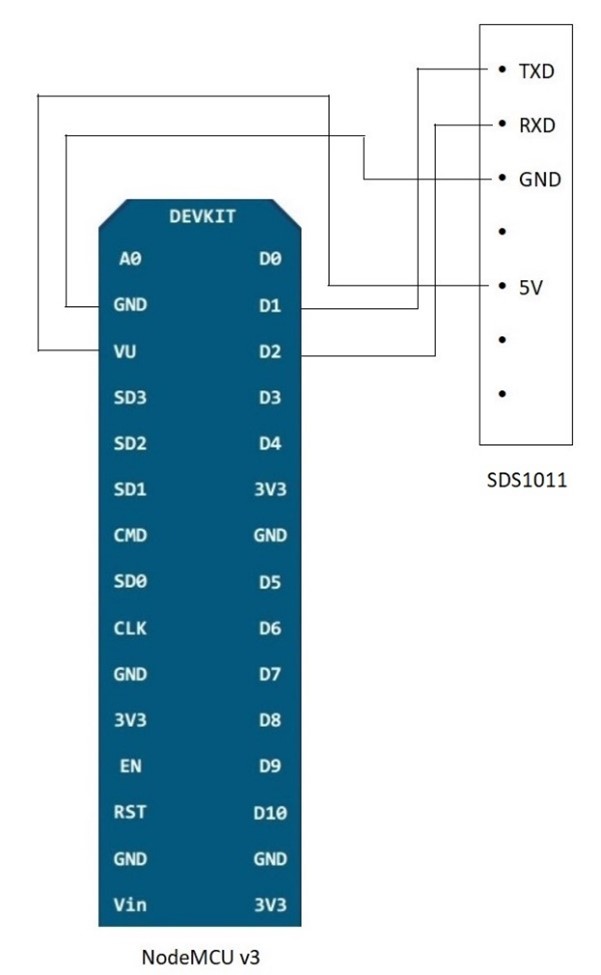 TXD
RXD
GND
5V
SDS1011
DEVKIT
A0 D0
GND D1
VU D2
SD3 D3
SD2 D4
SD1 3V3
CMD GND
SD0 D5
CLK D6
GND D7
3V3 D8
EN D9
RST D10
GND GND
Vin 3V3
NodeMCU v3